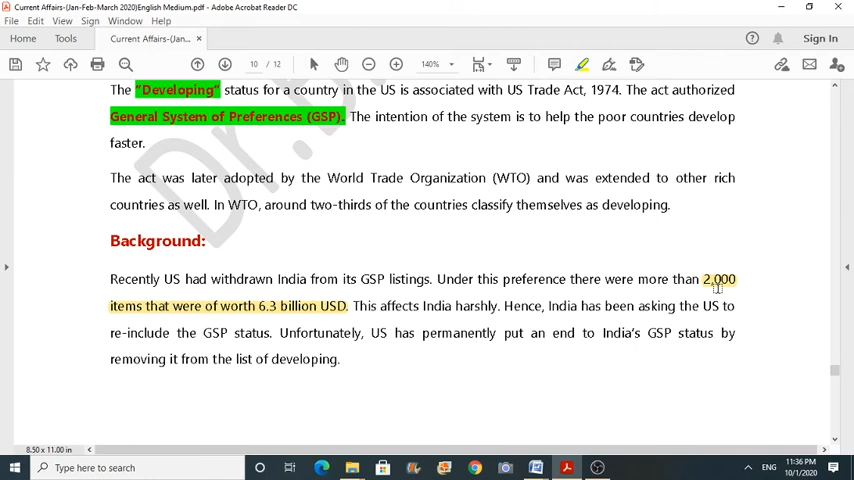 Current Affairs-(Jan-Feb-March 2020)English Medium.pdf - Adobe Acrobat Reader DC
File Edit View Sign Window Help
Home Tools Current Affairs-(Jan-... × Sign In
10 / 12 140%
The "Developing" status for a country in the US is associated with US Trade Act, 1974. The act authorized
General System of Preferences (GSP). The intention of the system is to help the poor countries develop
faster.
The act was later adopted by the World Trade Organization (WTO) and was extended to other rich
countries as well. In WTO, around two-thirds of the countries classify themselves as developing.
Background:
Recently US had withdrawn India from its GSP listings. Under this preference there were more than 2,000
items that were of worth 6.3 billion USD. This affects India harshly. Hence, India has been asking the US to
re-include the GSP status. Unfortunately, US has permanently put an end to India's GSP status by
removing it from the list of developing.
8.50 x 11.00 in
Type here to search
ENG
11:36 PM
10/1/2020